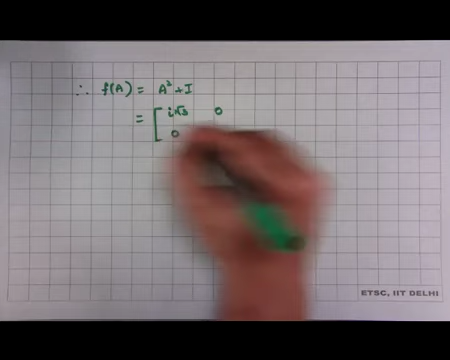 ∴ f(A) = A² + I
= [ i√3 0
0
ETSC, IIT DELHI